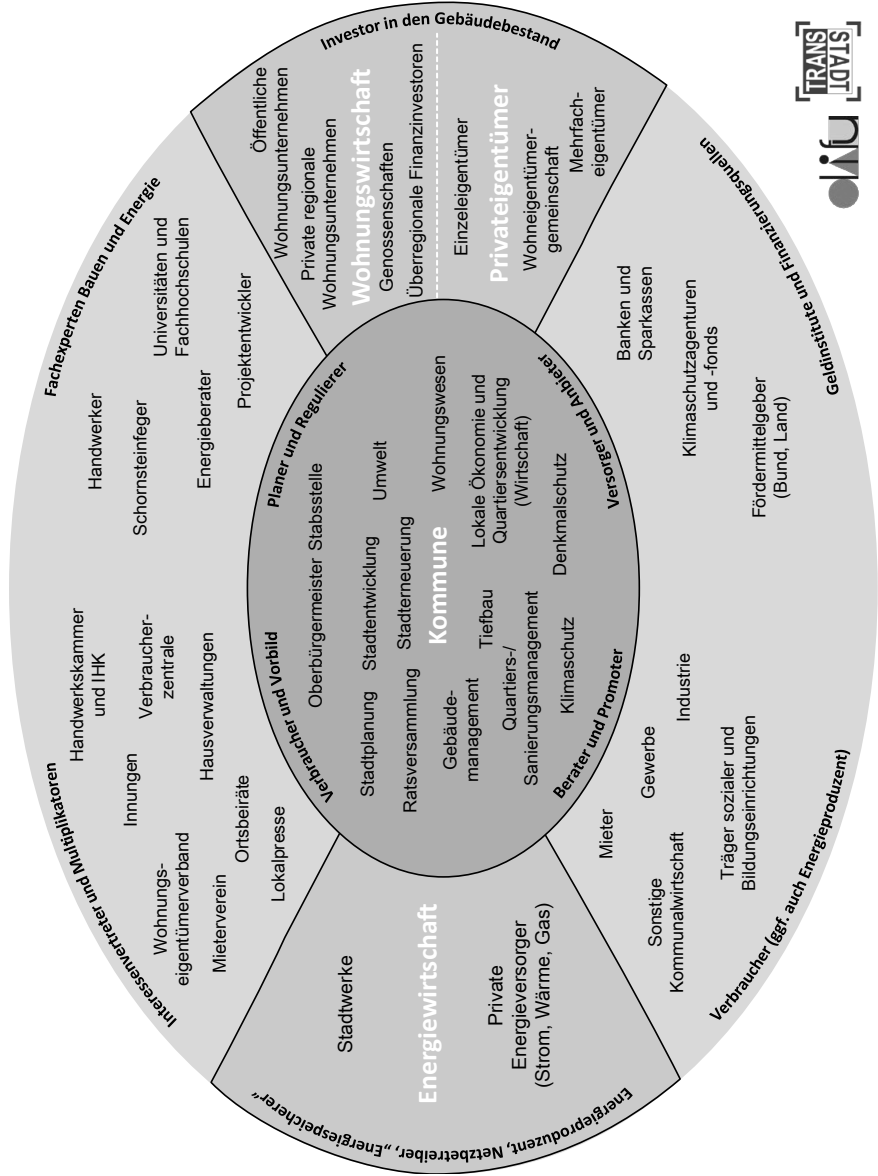 Interessenvertreter und Multiplikatoren
Handwerkskammer
und IHK
Innungen
Verbraucher-
zentrale
Wohnungs-
eigentümerverband
Hausverwaltungen
Mieterverein
Ortsbeiräte
Lokalpresse
Fachexperten Bauen und Energie
Handwerker
Schornsteinfeger
Universitäten und
Fachhochschulen
Energieberater
Projektentwickler
Energieproduzent, Netzbetreiber, „Energiespeicherer“
Stadtwerke
Energiewirtschaft
Private
Energieversorger
(Strom, Wärme, Gas)
Verbraucher und Vorbild
Planer und Regulierer
Oberbürgermeister Stabsstelle
Stadtplanung
Stadtentwicklung
Umwelt
Ratsversammlung
Stadterneuerung
Kommune
Wohnungswesen
Gebäude-
management
Tiefbau
Lokale Ökonomie und
Quartiersentwicklung
(Wirtschaft)
Quartiers-/
Sanierungsmanagement
Klimaschutz
Denkmalschutz
Berater und Promoter
Versorger und Anbieter
Investor in den Gebäudebestand
Öffentliche
Wohnungsunternehmen
Private regionale
Wohnungsunternehmen
Wohnungswirtschaft
Genossenschaften
Überregionale Finanzinvestoren
Einzeleigentümer
Privateigentümer
Wohneigentümer-
gemeinschaft
Mehrfach-
eigentümer
Mieter
Gewerbe
Industrie
Sonstige
Kommunalwirtschaft
Träger sozialer und
Bildungseinrichtungen
Verbraucher (ggf. auch Energieproduzent)
Banken und
Sparkassen
Klimaschutzagenturen
und -fonds
Fördermittelgeber
(Bund, Land)
Geldinstitute und Finanzierungsquellen
TRANS
STADT